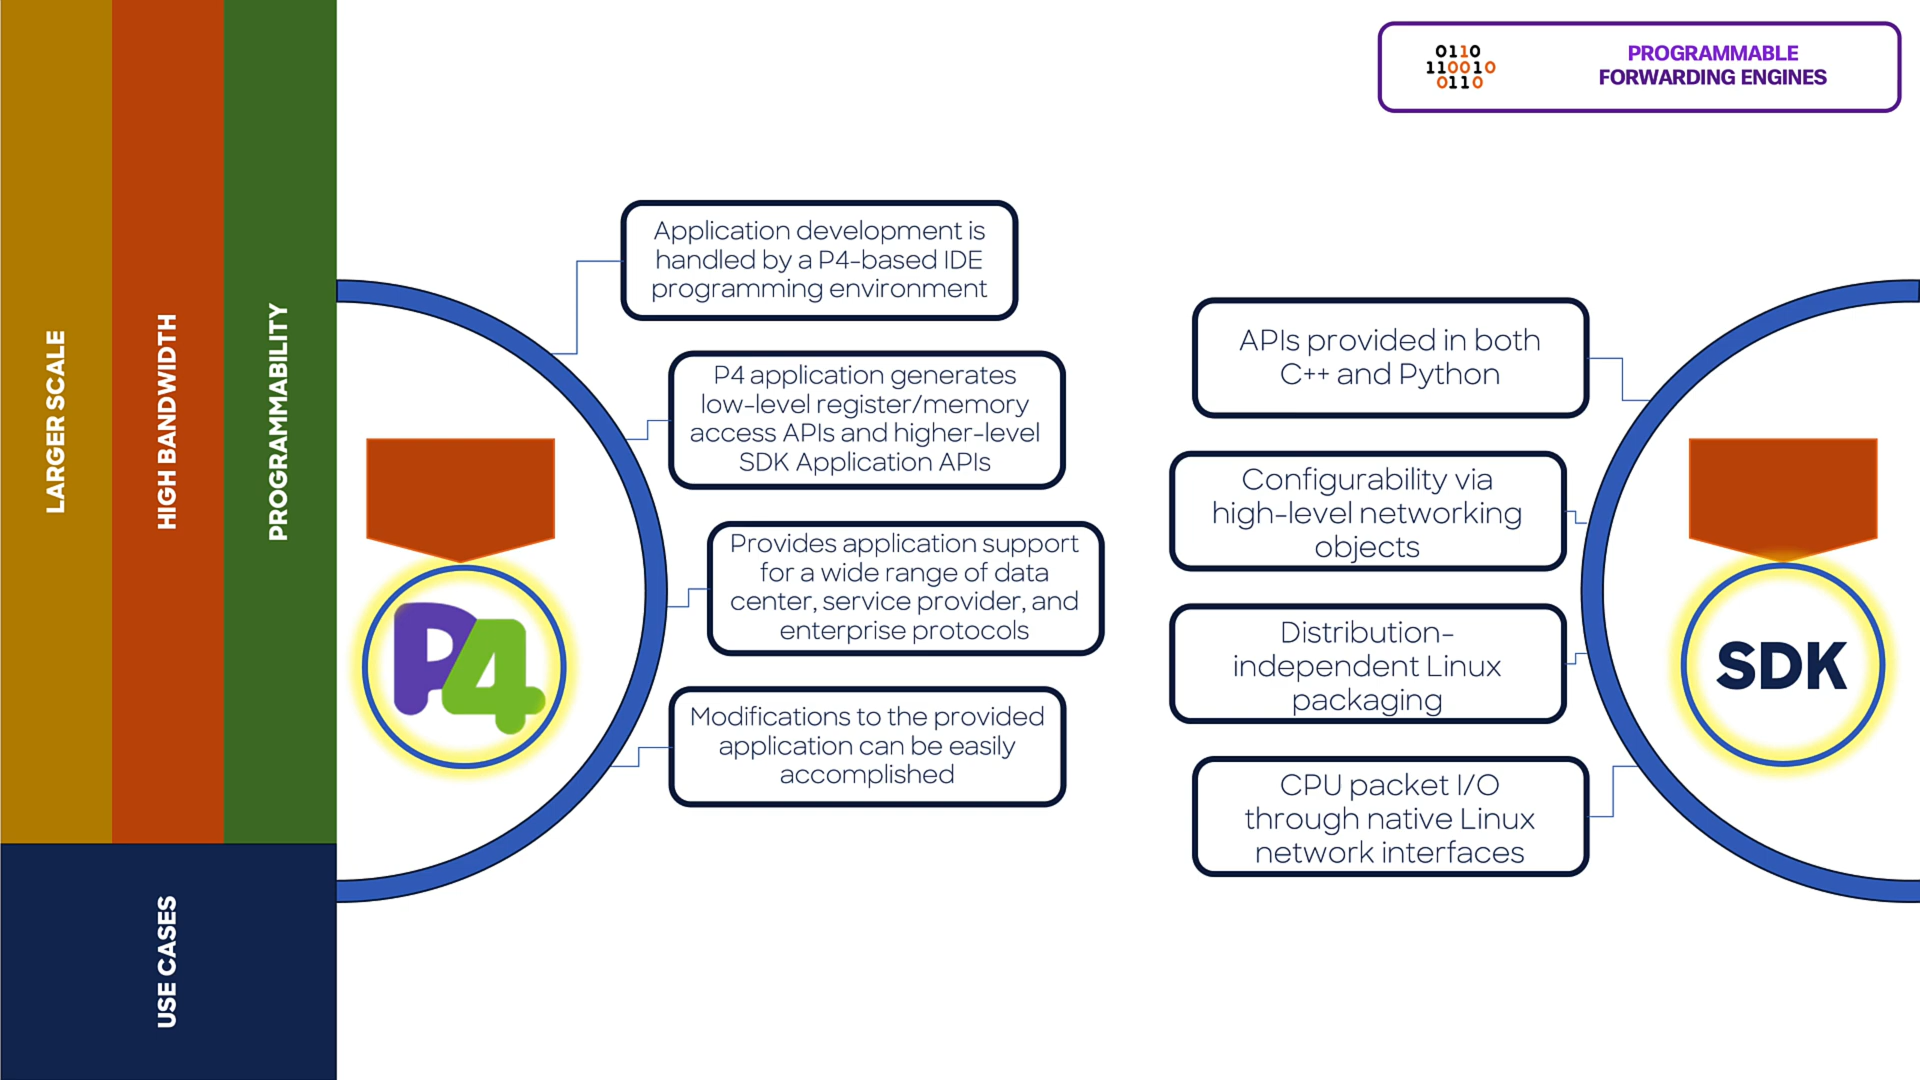 0110
110010
0110
PROGRAMMABLE
FORWARDING ENGINES
LARGER SCALE
HIGH BANDWIDTH
PROGRAMMABILITY
USE CASES
P4
Application development is
handled by a P4-based IDE
programming environment
P4 application generates
low-level register/memory
access APIs and higher-level
SDK Application APIs
Provides application support
for a wide range of data
center, service provider, and
enterprise protocols
Modifications to the provided
application can be easily
accomplished
APIs provided in both
C++ and Python
Configurability via
high-level networking
objects
Distribution-
independent Linux
packaging
CPU packet I/O
through native Linux
network interfaces
SDK